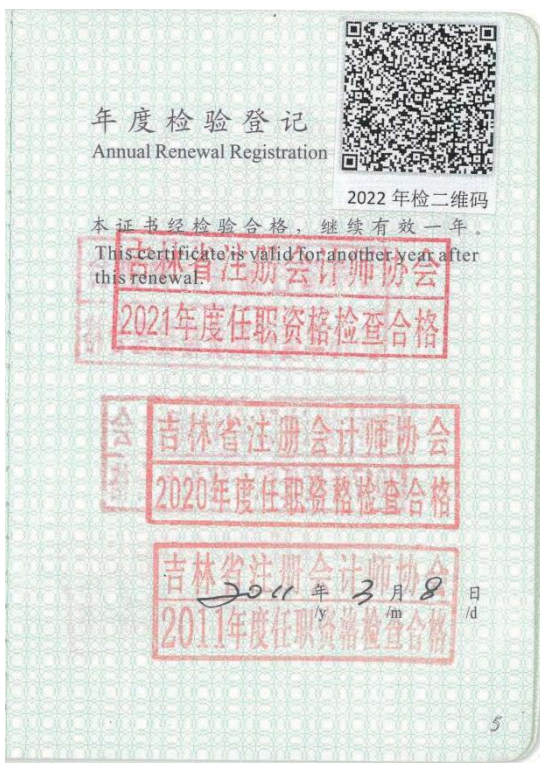 年度检验登记
Annual Renewal Registration
2022 年检二维码
本证书经检验合格，继续有效一年。
This certificate is valid for another year after
this renewal.
吉林省注册会计师协会
2021年度任职资格检查合格
吉林省注册会计师协会
2020年度任职资格检查合格
吉林省注册会计师协会
2011年度任职资格检查合格
2011 年 3 月 8 日
/y /m /d
5